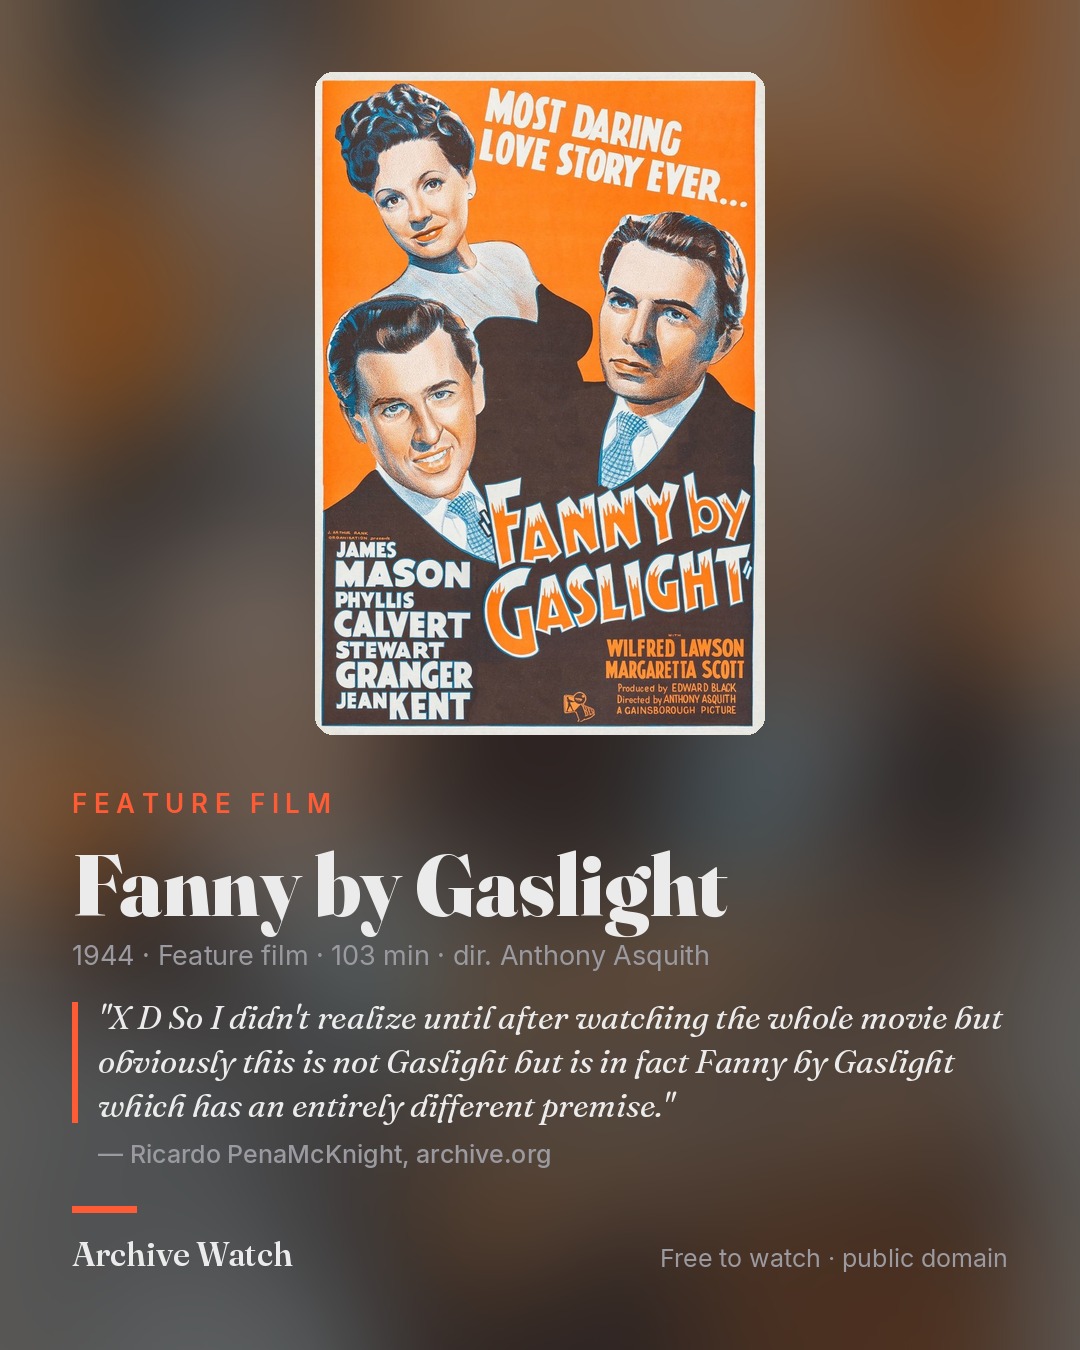 MOST DARING
LOVE STORY EVER...
FANNY by
GASLIGHT
J. ARTHUR RANK
ORGANISATION presents
JAMES
MASON
PHYLLIS
CALVERT
STEWART
GRANGER
JEAN KENT
WITH
WILFRED LAWSON
MARGARETTA SCOTT
Produced by EDWARD BLACK
Directed by ANTHONY ASQUITH
A GAINSBOROUGH PICTURE
FEATURE FILM
Fanny by Gaslight
1944 · Feature film · 103 min · dir. Anthony Asquith
"X D So I didn't realize until after watching the whole movie but
obviously this is not Gaslight but is in fact Fanny by Gaslight
which has an entirely different premise."
— Ricardo PenaMcKnight, archive.org
Archive Watch
Free to watch · public domain